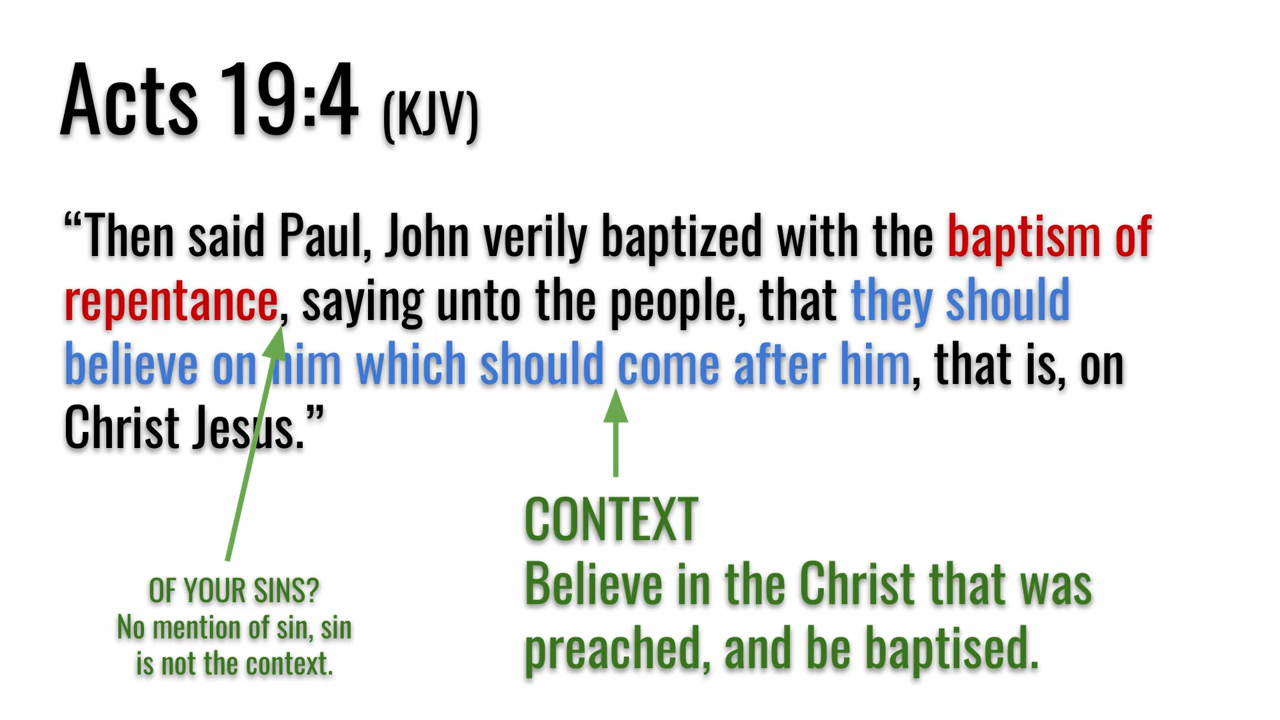 Acts 19:4 (KJV)
“Then said Paul, John verily baptized with the baptism of
repentance, saying unto the people, that they should
believe on him which should come after him, that is, on
Christ Jesus.”
CONTEXT
Believe in the Christ that was
preached, and be baptised.
OF YOUR SINS?
No mention of sin, sin
is not the context.